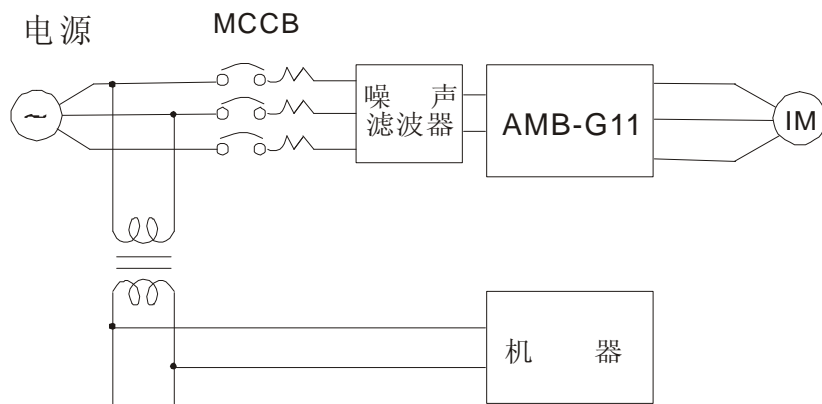 电源
MCCB
噪 声
滤波器
AMB-G11
IM
机 器